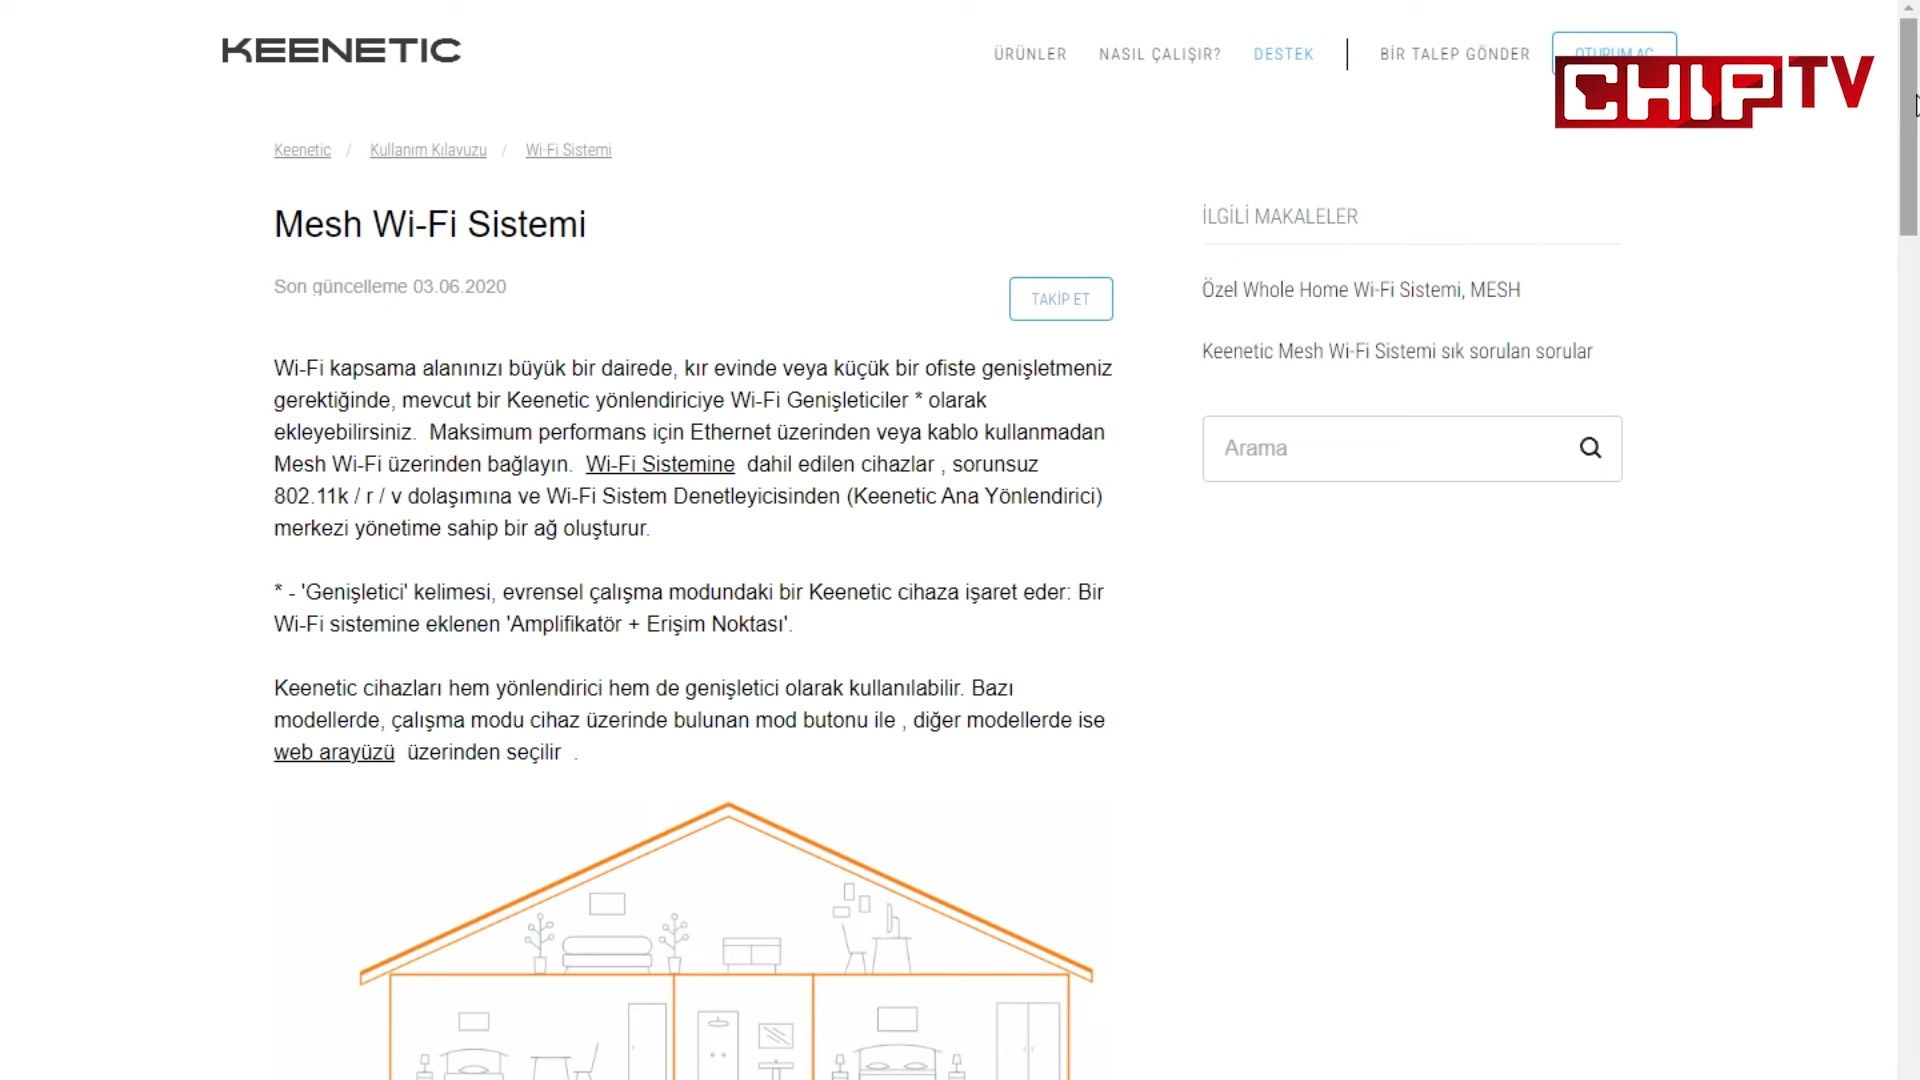 KEENETIC
ÜRÜNLER NASIL ÇALIŞIR? DESTEK BİR TALEP GÖNDER OTURUM AÇ
CHIP TV
Keenetic / Kullanım Kılavuzu / Wi-Fi Sistemi
Mesh Wi-Fi Sistemi
Son güncelleme 03.06.2020
TAKİP ET
Wi-Fi kapsama alanınızı büyük bir dairede, kır evinde veya küçük bir ofiste genişletmeniz
gerektiğinde, mevcut bir Keenetic yönlendiriciye Wi-Fi Genişleticiler * olarak
ekleyebilirsiniz. Maksimum performans için Ethernet üzerinden veya kablo kullanmadan
Mesh Wi-Fi üzerinden bağlayın. Wi-Fi Sistemine dahil edilen cihazlar , sorunsuz
802.11k / r / v dolaşımına ve Wi-Fi Sistem Denetleyicisinden (Keenetic Ana Yönlendirici)
merkezi yönetime sahip bir ağ oluşturur.
* - 'Genişletici' kelimesi, evrensel çalışma modundaki bir Keenetic cihaza işaret eder: Bir
Wi-Fi sistemine eklenen 'Amplifikatör + Erişim Noktası'.
Keenetic cihazları hem yönlendirici hem de genişletici olarak kullanılabilir. Bazı
modellerde, çalışma modu cihaz üzerinde bulunan mod butonu ile , diğer modellerde ise
web arayüzü üzerinden seçilir .
İLGİLİ MAKALELER
Özel Whole Home Wi-Fi Sistemi, MESH
Keenetic Mesh Wi-Fi Sistemi sık sorulan sorular
Arama